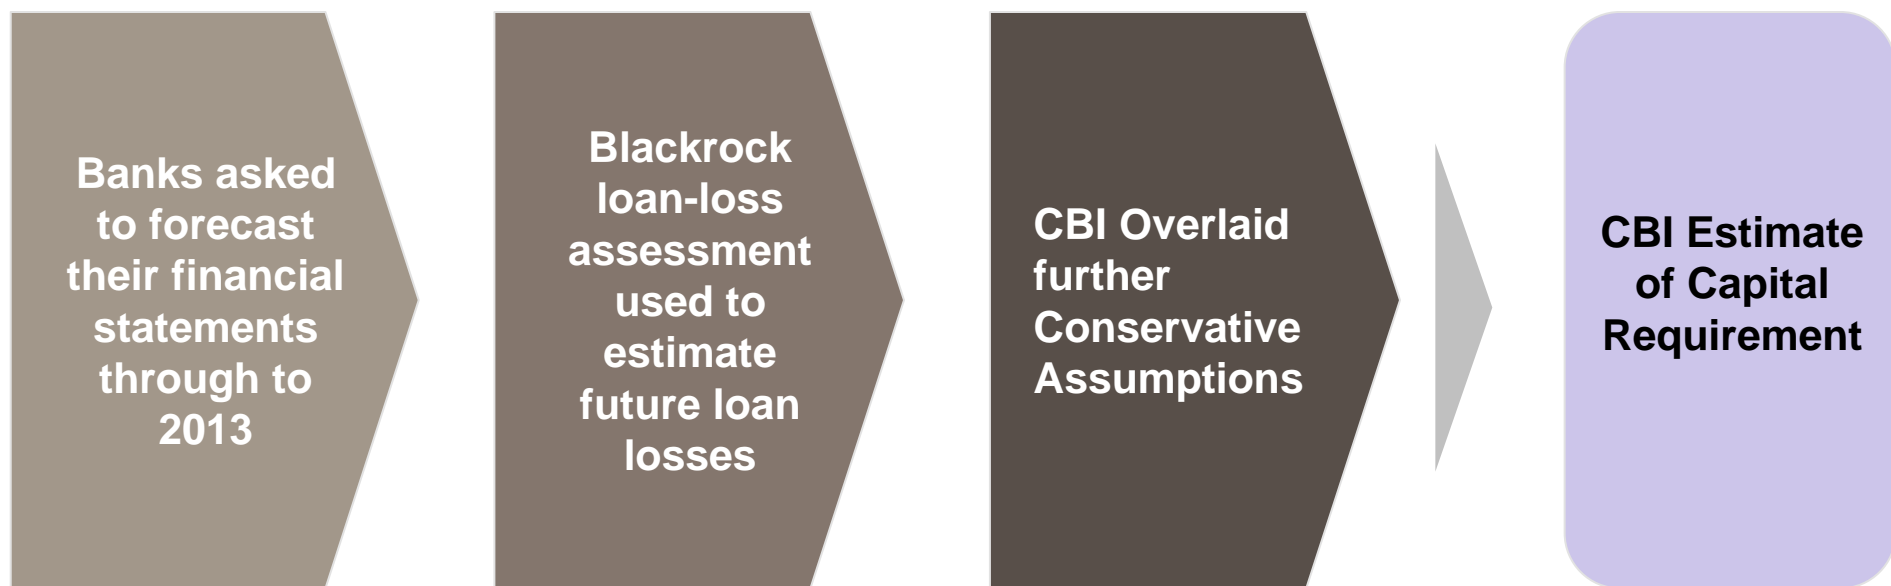 Banks asked
to forecast
their financial
statements
through to
2013
Blackrock
loan-loss
assessment
used to
estimate
future loan
losses
CBI Overlaid
further
Conservative
Assumptions
CBI Estimate
of Capital
Requirement